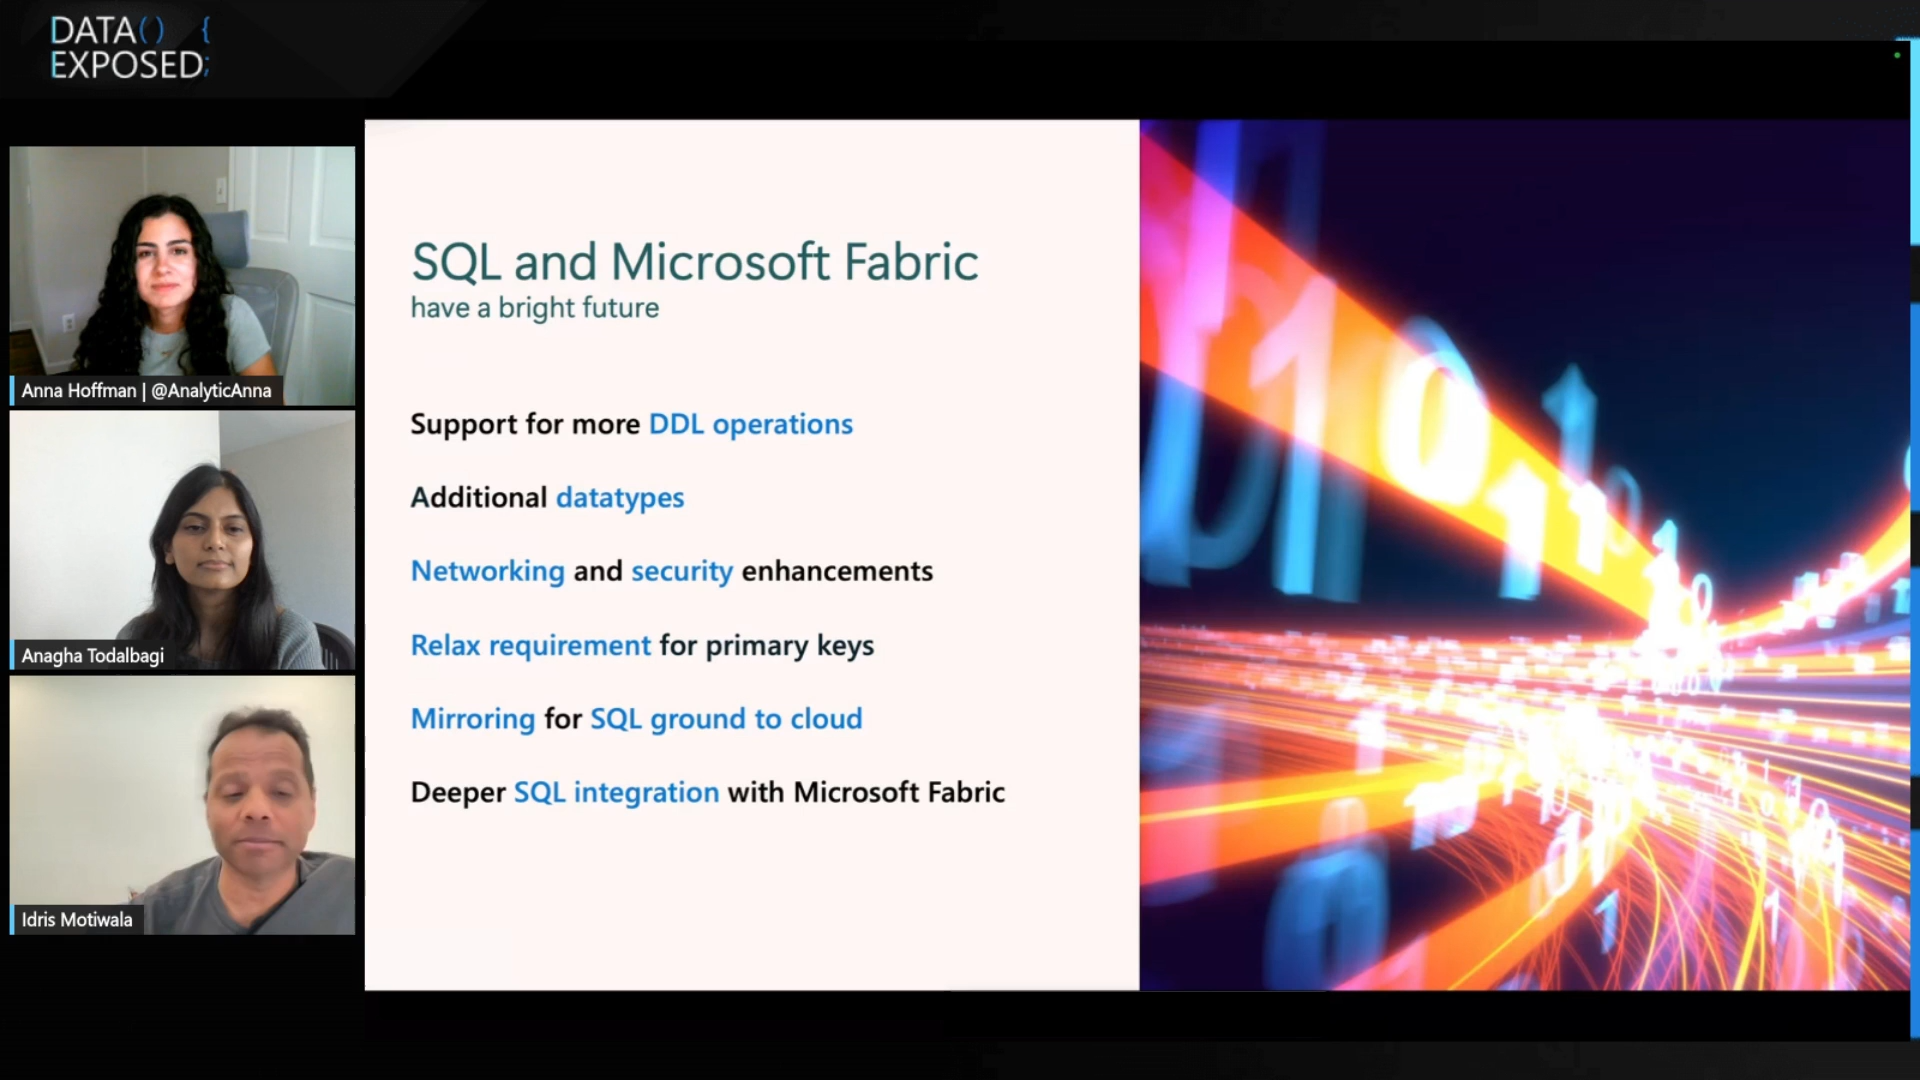 DATA() {
EXPOSED;
Anna Hoffman | @AnalyticAnna
Anagha Todalbagi
Idris Motiwala
SQL and Microsoft Fabric
have a bright future
Support for more DDL operations
Additional datatypes
Networking and security enhancements
Relax requirement for primary keys
Mirroring for SQL ground to cloud
Deeper SQL integration with Microsoft Fabric